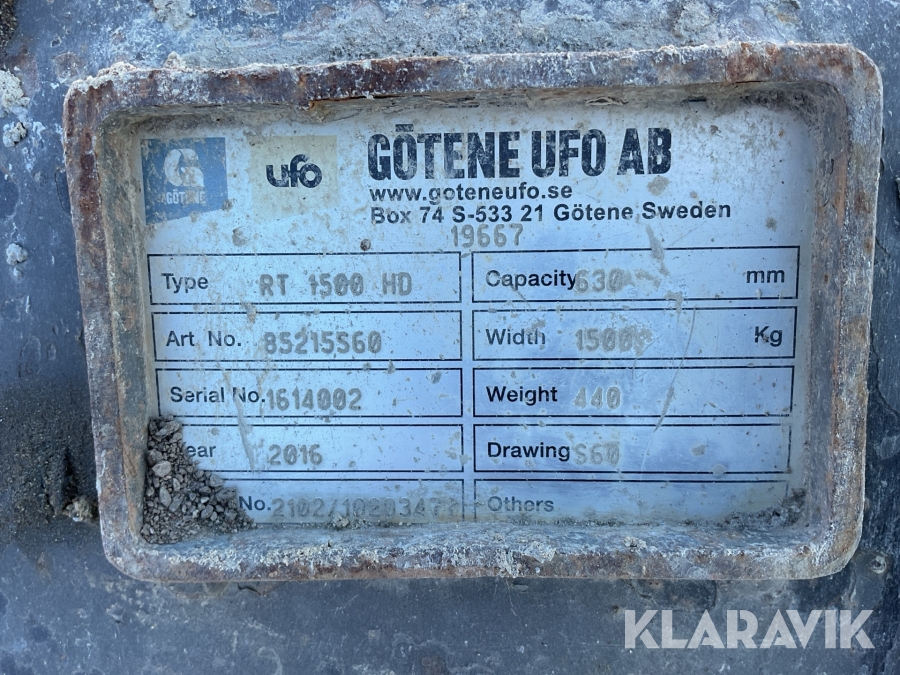 GÖTENE
ufo
GÖTENE UFO AB
www.goteneufo.se
Box 74 S-533 21 Götene Sweden
19667
Type RT 1500 HD Capacity 630 mm
Art. No. 85215S60 Width 1500 Kg
Serial No. 1614002 Weight 440
Year 2016 Drawing S60
No. Others
KLARAVIK